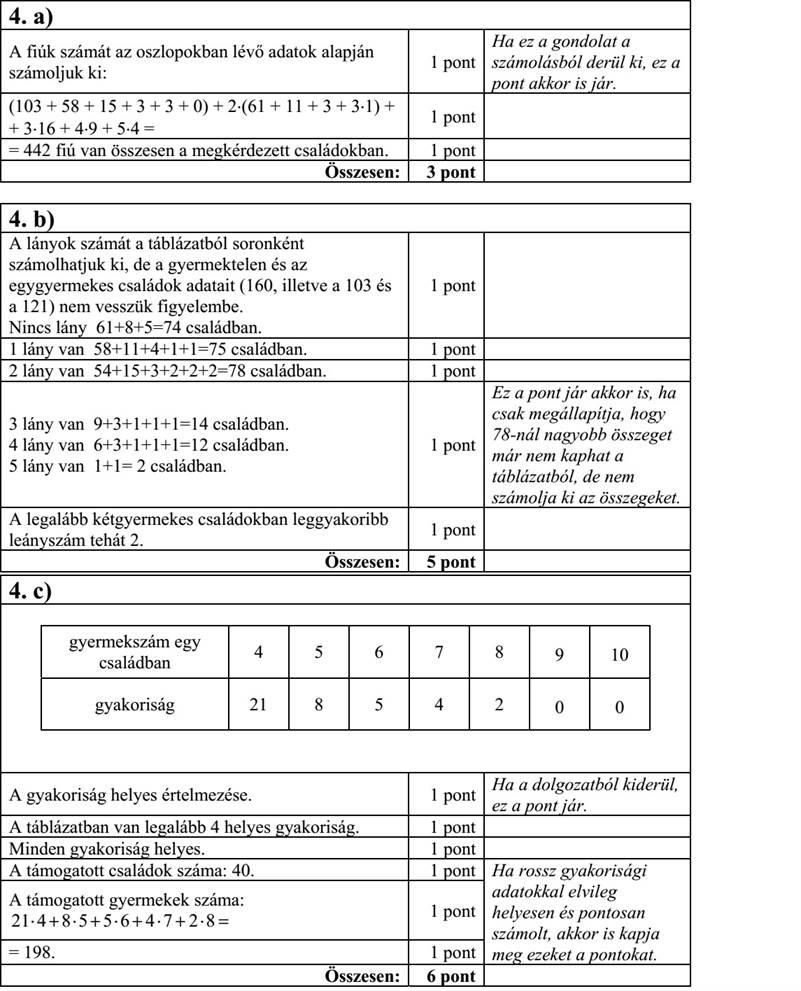 4. a)
A fiúk számát az oszlopokban lévő adatok alapján
számoljuk ki:
1 pont
Ha ez a gondolat a
számolásból derül ki, ez a
pont akkor is jár.
(103 + 58 + 15 + 3 + 3 + 0) + 2·(61 + 11 + 3 + 3·1) +
+ 3·16 + 4·9 + 5·4 =
1 pont
= 442 fiú van összesen a megkérdezett családokban.
1 pont
Összesen:
3 pont
4. b)
A lányok számát a táblázatból soronként
számolhatjuk ki, de a gyermektelen és az
egygyermekes családok adatait (160, illetve a 103 és
a 121) nem vesszük figyelembe.
Nincs lány 61+8+5=74 családban.
1 pont
1 lány van 58+11+4+1+1=75 családban.
1 pont
2 lány van 54+15+3+2+2+2=78 családban.
1 pont
3 lány van 9+3+1+1+1=14 családban.
4 lány van 6+3+1+1+1=12 családban.
5 lány van 1+1= 2 családban.
1 pont
Ez a pont jár akkor is, ha
csak megállapítja, hogy
78-nál nagyobb összeget
már nem kaphat a
táblázatból, de nem
számolja ki az összegeket.
A legalább kétgyermekes családokban leggyakoribb
leányszám tehát 2.
1 pont
Összesen:
5 pont
4. c)
gyermekszám egy
családban
4 5 6 7 8 9 10
gyakoriság 21 8 5 4 2 0 0
A gyakoriság helyes értelmezése.
1 pont
Ha a dolgozatból kiderül,
ez a pont jár.
A táblázatban van legalább 4 helyes gyakoriság.
1 pont
Minden gyakoriság helyes.
1 pont
A támogatott családok száma: 40.
1 pont
Ha rossz gyakorisági
adatokkal elvileg
helyesen és pontosan
számolt, akkor is kapja
meg ezeket a pontokat.
A támogatott gyermekek száma:
21·4+8·5+5·6+4·7+2·8=
1 pont
= 198.
1 pont
Összesen:
6 pont